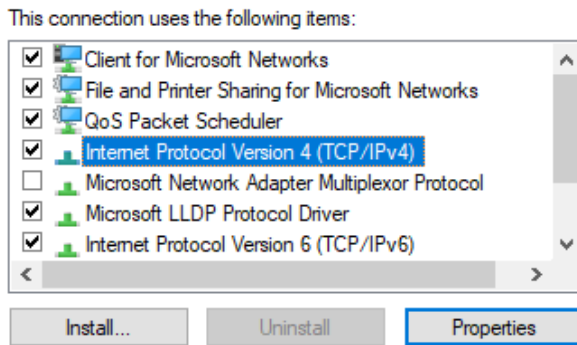 This connection uses the following items:
Client for Microsoft Networks
File and Printer Sharing for Microsoft Networks
QoS Packet Scheduler
Internet Protocol Version 4 (TCP/IPv4)
Microsoft Network Adapter Multiplexor Protocol
Microsoft LLDP Protocol Driver
Internet Protocol Version 6 (TCP/IPv6)
Install... Uninstall Properties